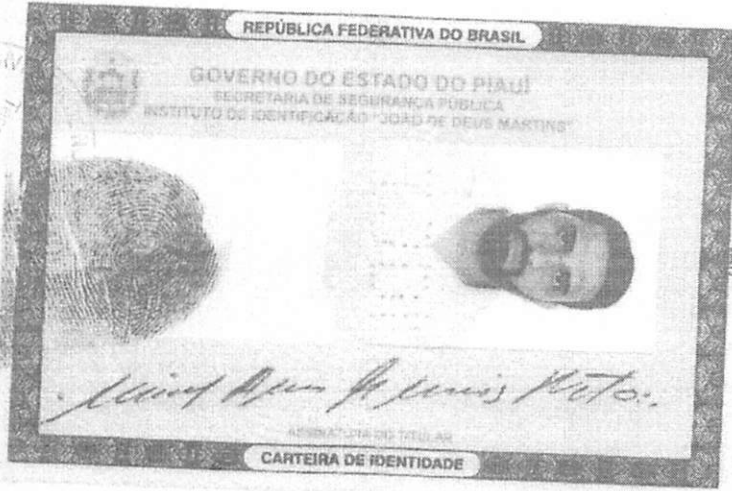 REPÚBLICA FEDERATIVA DO BRASIL
GOVERNO DO ESTADO DO PIAUÍ
SECRETARIA DE SEGURANÇA PÚBLICA
INSTITUTO DE IDENTIFICAÇÃO "JOÃO DE DEUS MARTINS"
ASSINATURA DO TITULAR
CARTEIRA DE IDENTIDADE